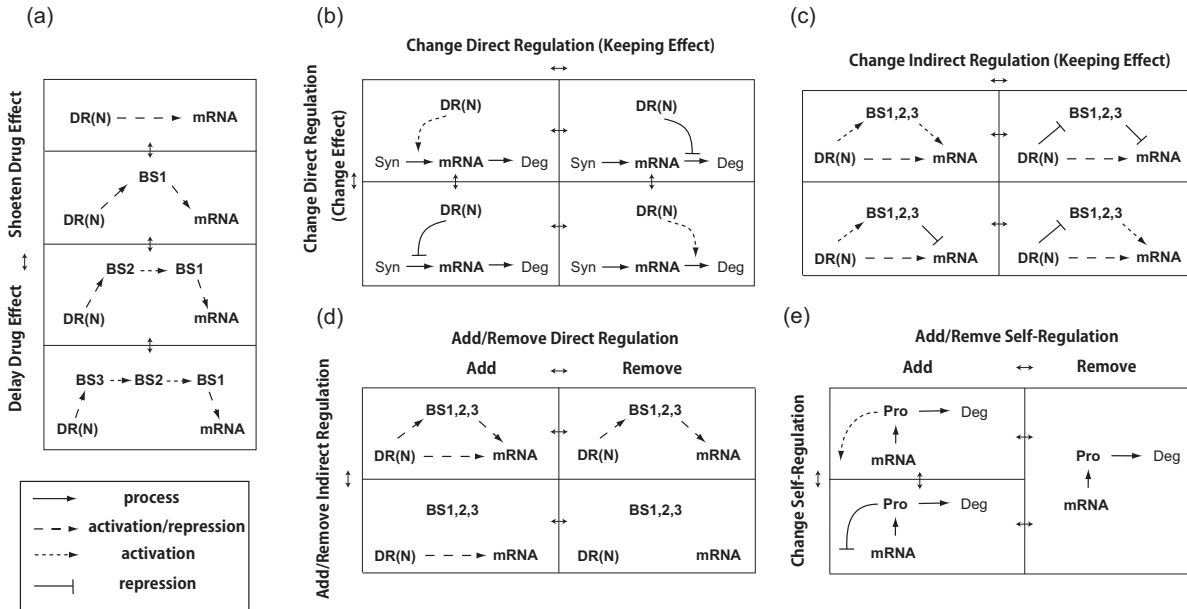 (a)
Shoeten Drug Effect
Delay Drug Effect
DR(N) mRNA
BS1
DR(N) mRNA
BS2 BS1
DR(N) mRNA
BS3 BS2 BS1
DR(N) mRNA
process
activation/repression
activation
repression
(b)
Change Direct Regulation (Keeping Effect)
Change Direct Regulation
(Change Effect)
DR(N) DR(N)
Syn mRNA Deg Syn mRNA Deg
DR(N) DR(N)
Syn mRNA Deg Syn mRNA Deg
(c)
Change Indirect Regulation (Keeping Effect)
BS1,2,3 BS1,2,3
DR(N) mRNA DR(N) mRNA
BS1,2,3 BS1,2,3
DR(N) mRNA DR(N) mRNA
(d)
Add/Remove Direct Regulation
Add Remove
Add/Remove Indirect Regulation
BS1,2,3 BS1,2,3
DR(N) mRNA DR(N) mRNA
BS1,2,3 BS1,2,3
DR(N) mRNA DR(N) mRNA
(e)
Add/Remve Self-Regulation
Add Remove
Change Self-Regulation
Pro Deg
mRNA
Pro Deg
mRNA
Pro Deg
mRNA